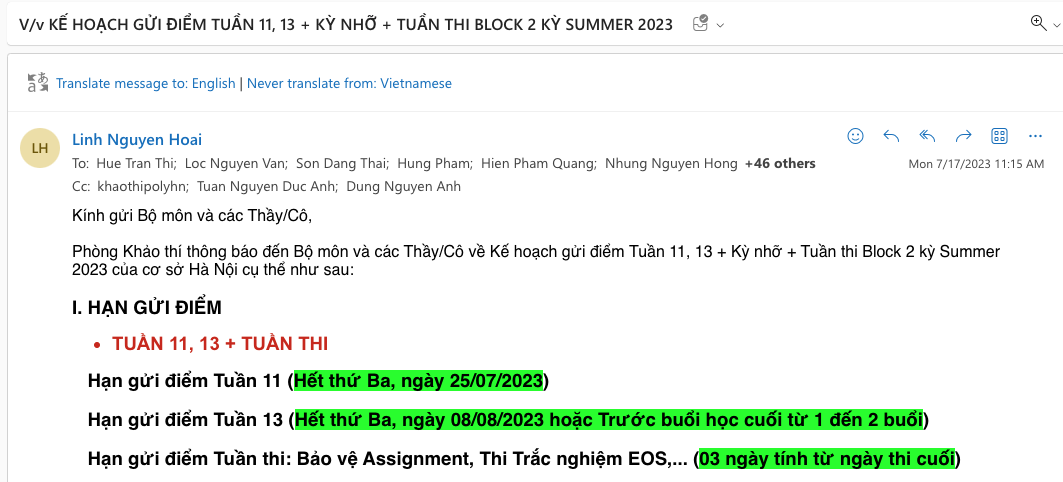 V/v KẾ HOẠCH GỬI ĐIỂM TUẦN 11, 13 + KỲ NHỠ + TUẦN THI BLOCK 2 KỲ SUMMER 2023
Translate message to: English | Never translate from: Vietnamese
LH
Linh Nguyen Hoai
To: Hue Tran Thi; Loc Nguyen Van; Son Dang Thai; Hung Pham; Hien Pham Quang; Nhung Nguyen Hong +46 others
Mon 7/17/2023 11:15 AM
Cc: khaothipolyhn; Tuan Nguyen Duc Anh; Dung Nguyen Anh
Kính gửi Bộ môn và các Thầy/Cô,
Phòng Khảo thí thông báo đến Bộ môn và các Thầy/Cô về Kế hoạch gửi điểm Tuần 11, 13 + Kỳ nhỡ + Tuần thi Block 2 kỳ Summer
2023 của cơ sở Hà Nội cụ thể như sau:
I. HẠN GỬI ĐIỂM
• TUẦN 11, 13 + TUẦN THI
Hạn gửi điểm Tuần 11 (Hết thứ Ba, ngày 25/07/2023)
Hạn gửi điểm Tuần 13 (Hết thứ Ba, ngày 08/08/2023 hoặc Trước buổi học cuối từ 1 đến 2 buổi)
Hạn gửi điểm Tuần thi: Bảo vệ Assignment, Thi Trắc nghiệm EOS,... (03 ngày tính từ ngày thi cuối)